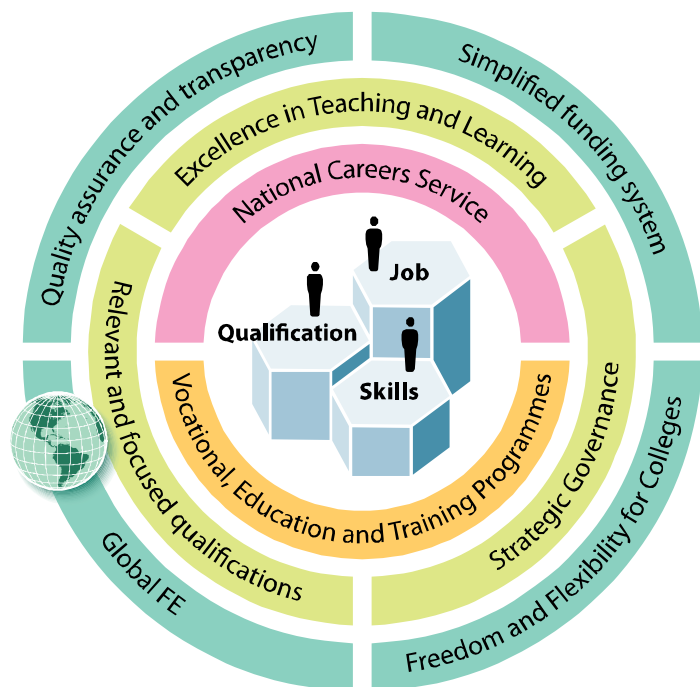 Quality assurance and transparency
Simplified funding system
Excellence in Teaching and Learning
National Careers Service
Job
Qualification
Skills
Relevant and focused qualifications
Vocational, Education and Training Programmes
Strategic Governance
Global FE
Freedom and Flexibility for Colleges